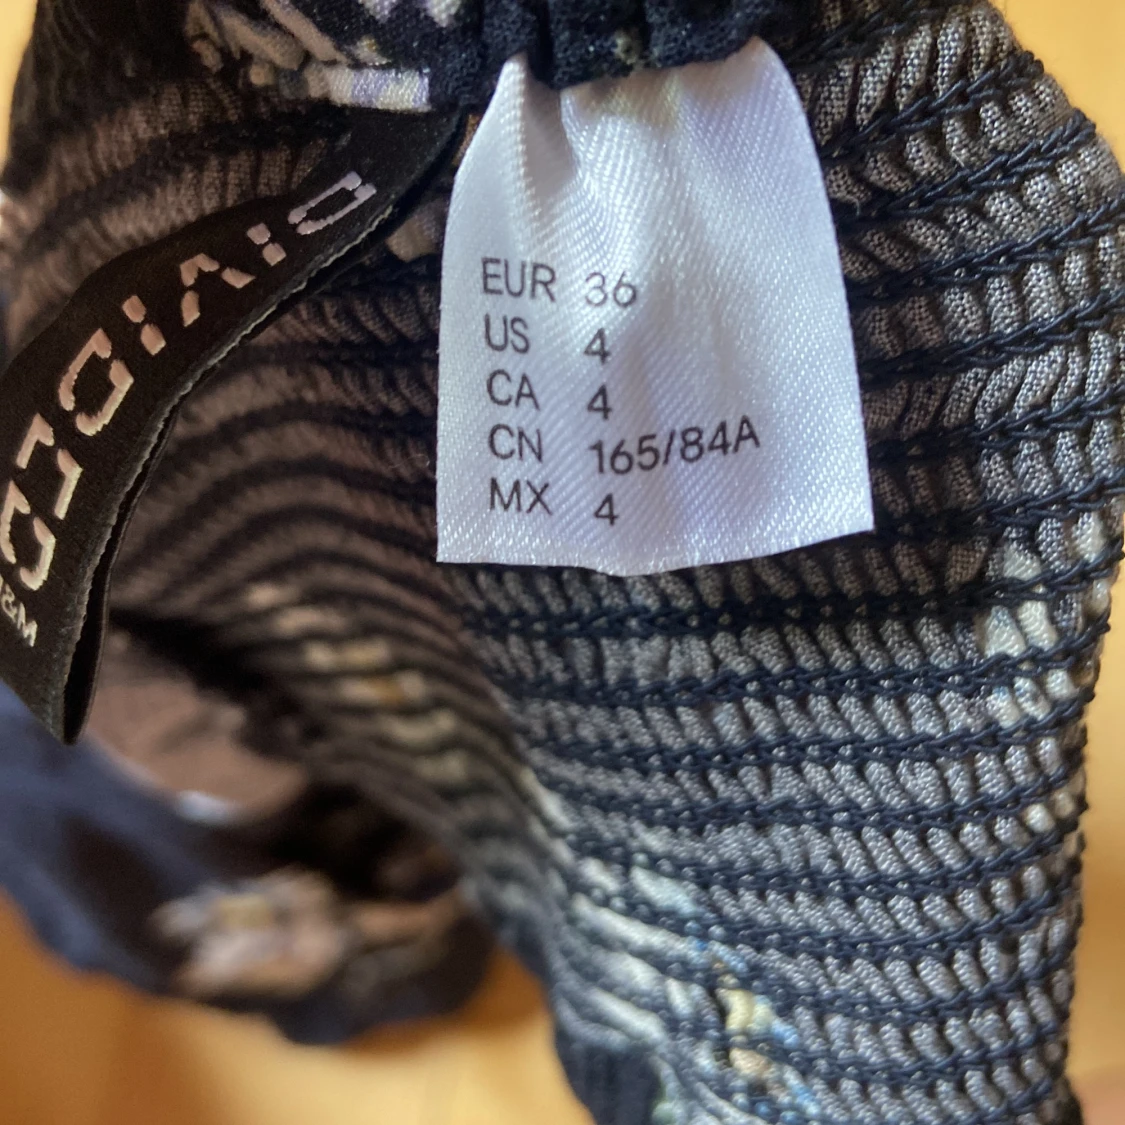 DIVIDED
EUR 36
US 4
CA 4
CN 165/84A
MX 4